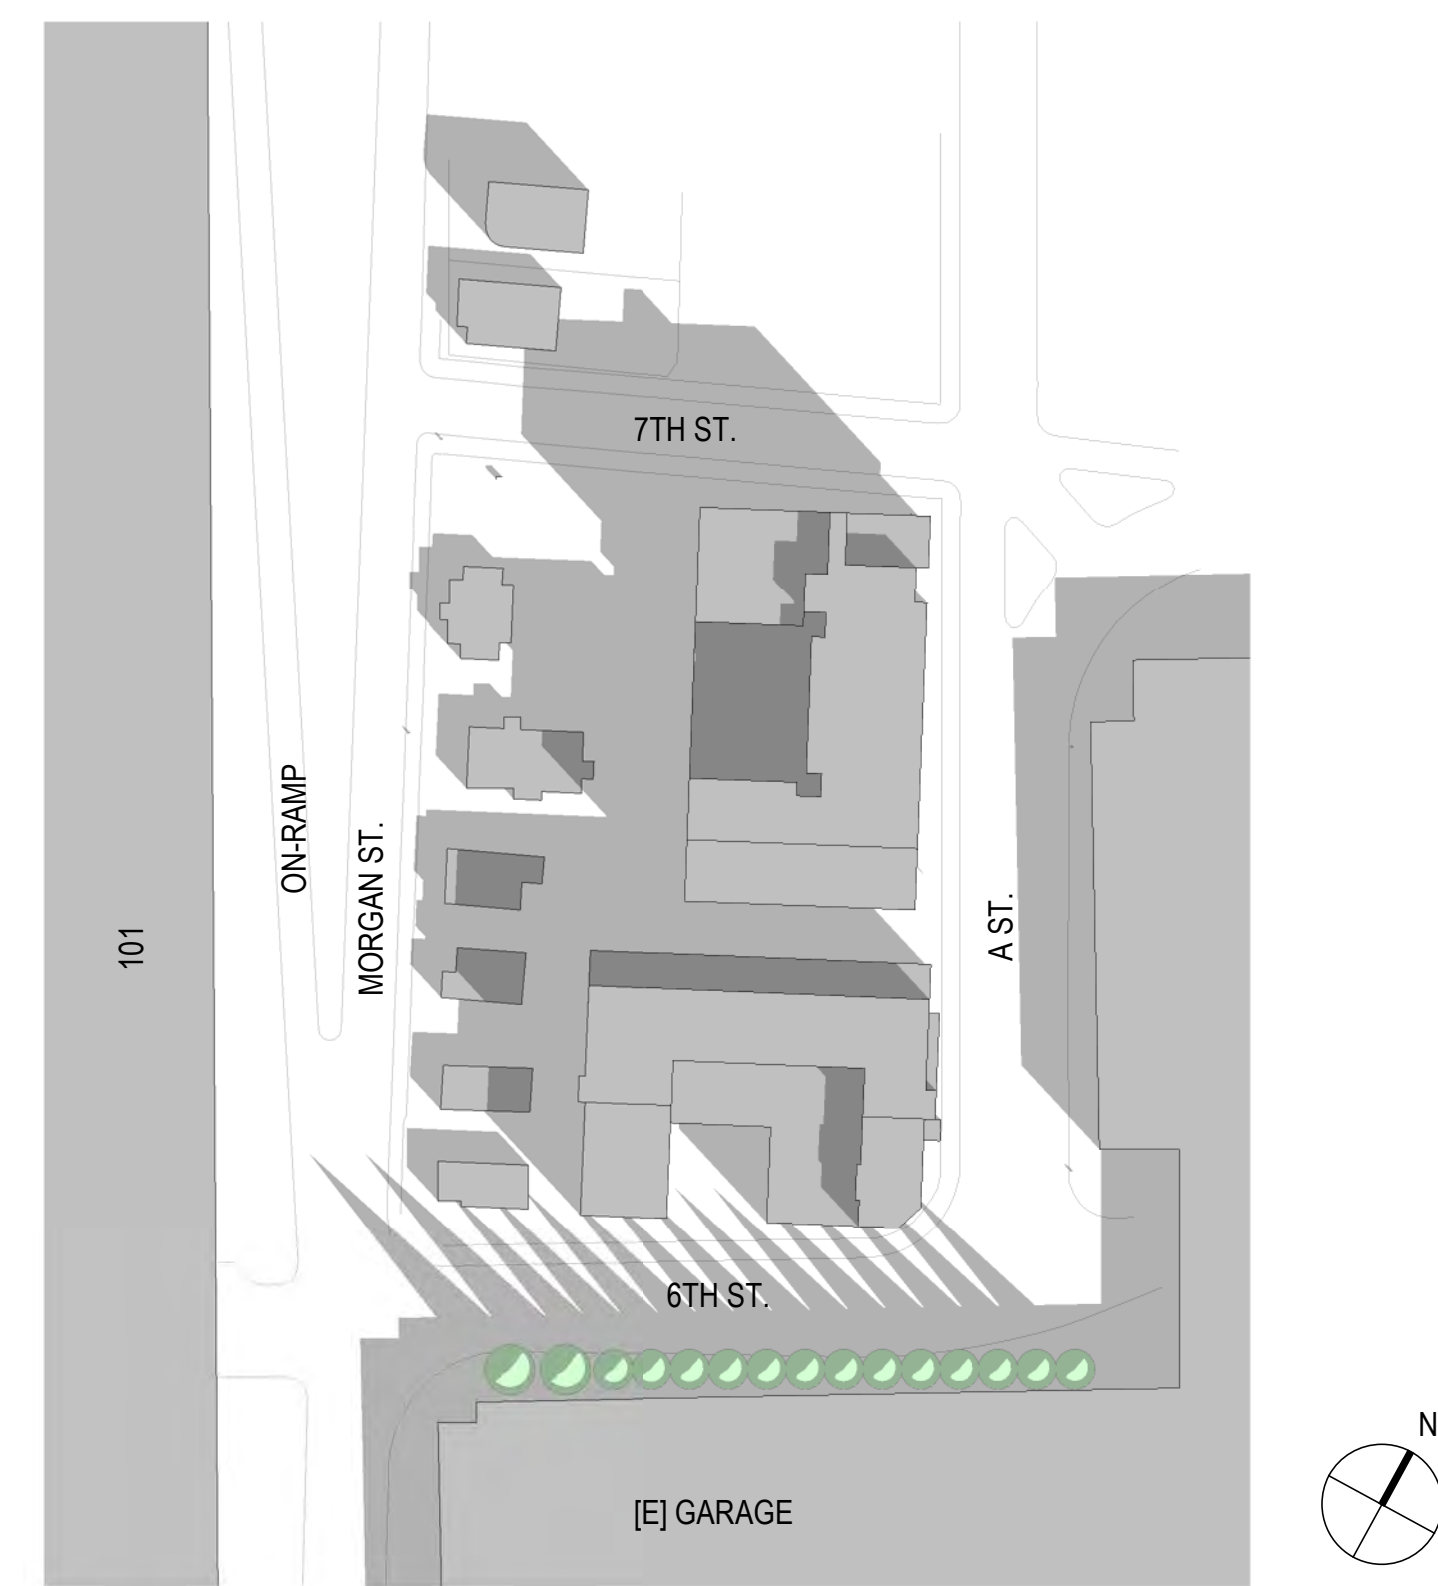 7TH ST.
ON-RAMP
MORGAN ST.
101
A ST.
6TH ST.
N
[E] GARAGE